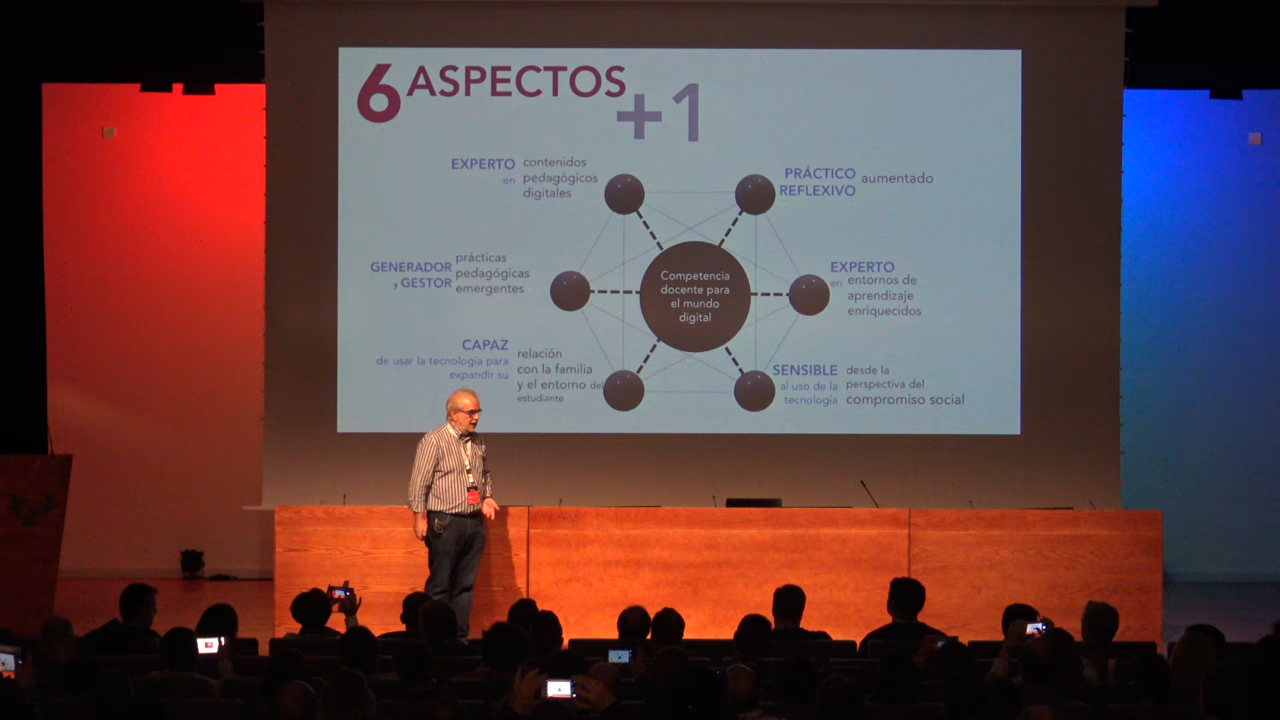 6 ASPECTOS
+1
EXPERTO
en
contenidos
pedagógicos
digitales
PRÁCTICO
REFLEXIVO
aumentado
GENERADOR
y GESTOR
prácticas
pedagógicas
emergentes
Competencia
docente para
el mundo
digital
EXPERTO
en
entornos de
aprendizaje
enriquecidos
CAPAZ
de usar la tecnología para
expandir su
relación
con la familia
y el entorno del
estudiante
SENSIBLE
al uso de la
tecnología
desde la
perspectiva del
compromiso social